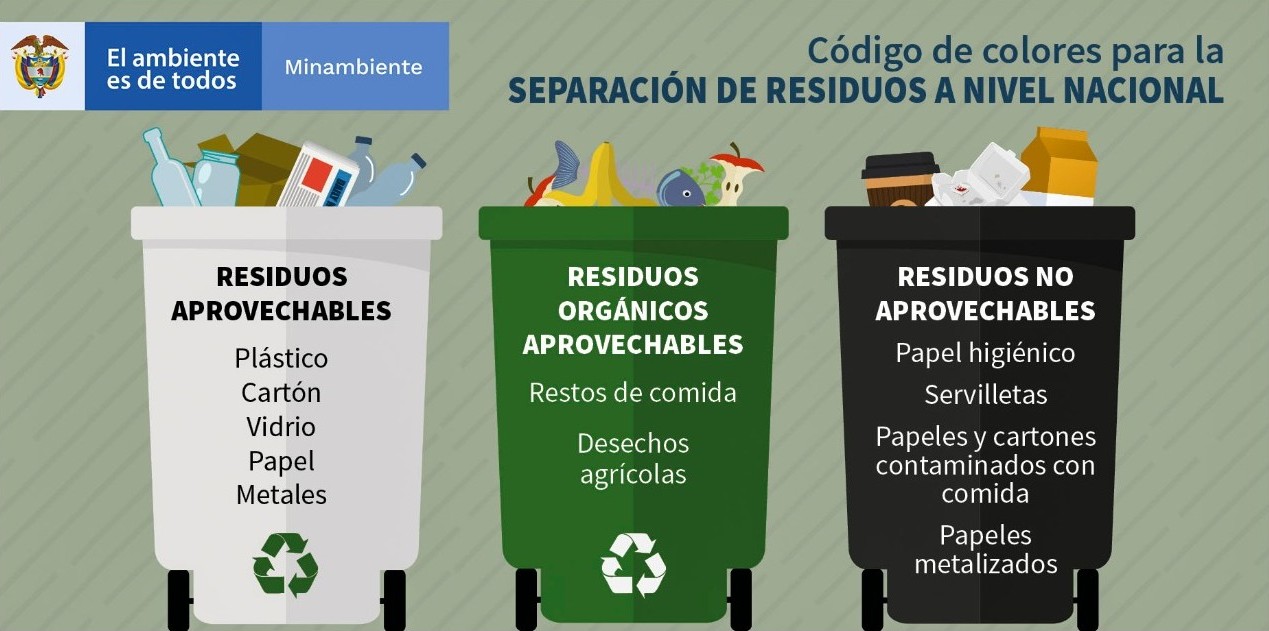 El ambiente
es de todos
Minambiente
Código de colores para la
SEPARACIÓN DE RESIDUOS A NIVEL NACIONAL
RESIDUOS
APROVECHABLES
Plástico
Cartón
Vidrio
Papel
Metales
RESIDUOS
ORGÁNICOS
APROVECHABLES
Restos de comida
Desechos
agrícolas
RESIDUOS NO
APROVECHABLES
Papel higiénico
Servilletas
Papeles y cartones
contaminados con
comida
Papeles
metalizados